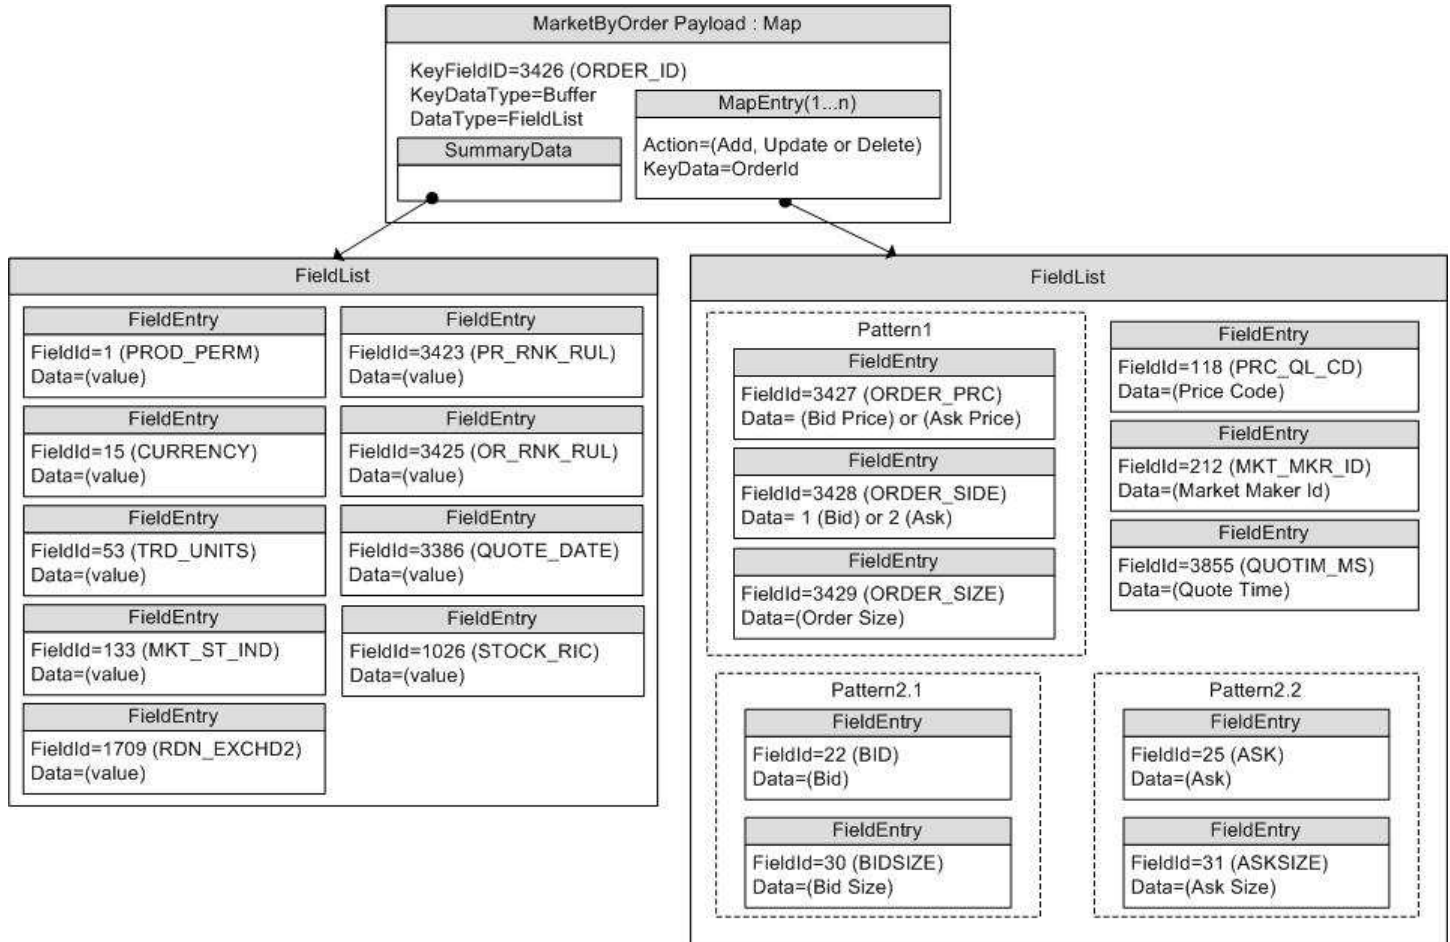 MarketByOrder Payload : Map
KeyFieldID=3426 (ORDER_ID)
KeyDataType=Buffer
DataType=FieldList
SummaryData
MapEntry(1...n)
Action=(Add, Update or Delete)
KeyData=OrderId
FieldList
FieldEntry
FieldId=1 (PROD_PERM)
Data=(value)
FieldEntry
FieldId=3423 (PR_RNK_RUL)
Data=(value)
FieldEntry
FieldId=15 (CURRENCY)
Data=(value)
FieldEntry
FieldId=3425 (OR_RNK_RUL)
Data=(value)
FieldEntry
FieldId=53 (TRD_UNITS)
Data=(value)
FieldEntry
FieldId=3386 (QUOTE_DATE)
Data=(value)
FieldEntry
FieldId=133 (MKT_ST_IND)
Data=(value)
FieldEntry
FieldId=1026 (STOCK_RIC)
Data=(value)
FieldEntry
FieldId=1709 (RDN_EXCHD2)
Data=(value)
FieldList
Pattern1
FieldEntry
FieldId=3427 (ORDER_PRC)
Data= (Bid Price) or (Ask Price)
FieldEntry
FieldId=3428 (ORDER_SIDE)
Data= 1 (Bid) or 2 (Ask)
FieldEntry
FieldId=3429 (ORDER_SIZE)
Data=(Order Size)
FieldEntry
FieldId=118 (PRC_QL_CD)
Data=(Price Code)
FieldEntry
FieldId=212 (MKT_MKR_ID)
Data=(Market Maker Id)
FieldEntry
FieldId=3855 (QUOTIM_MS)
Data=(Quote Time)
Pattern2.1
FieldEntry
FieldId=22 (BID)
Data=(Bid)
FieldEntry
FieldId=30 (BIDSIZE)
Data=(Bid Size)
Pattern2.2
FieldEntry
FieldId=25 (ASK)
Data=(Ask)
FieldEntry
FieldId=31 (ASKSIZE)
Data=(Ask Size)